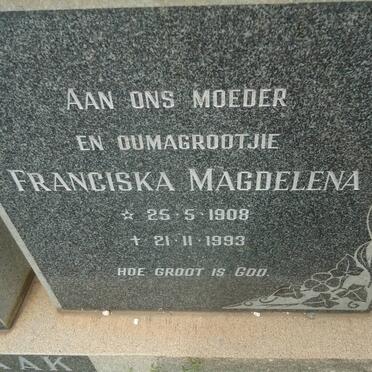 AAN ONS MOEDER
EN OUMAGROOTJIE
FRANCISKA MAGDELENA
☆ 25·5·1908
✝ 21·11·1993
HOE GROOT IS GOD.